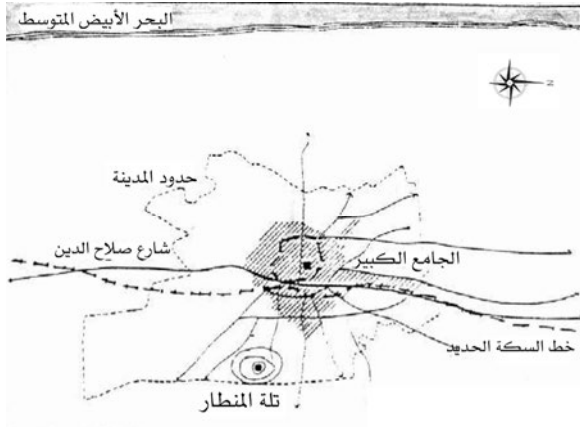 البحر الأبيض المتوسط
N
حدود المدينة
شارع صلاح الدين
الجامع الكبير
خط السكة الحديد
تلة المنطار